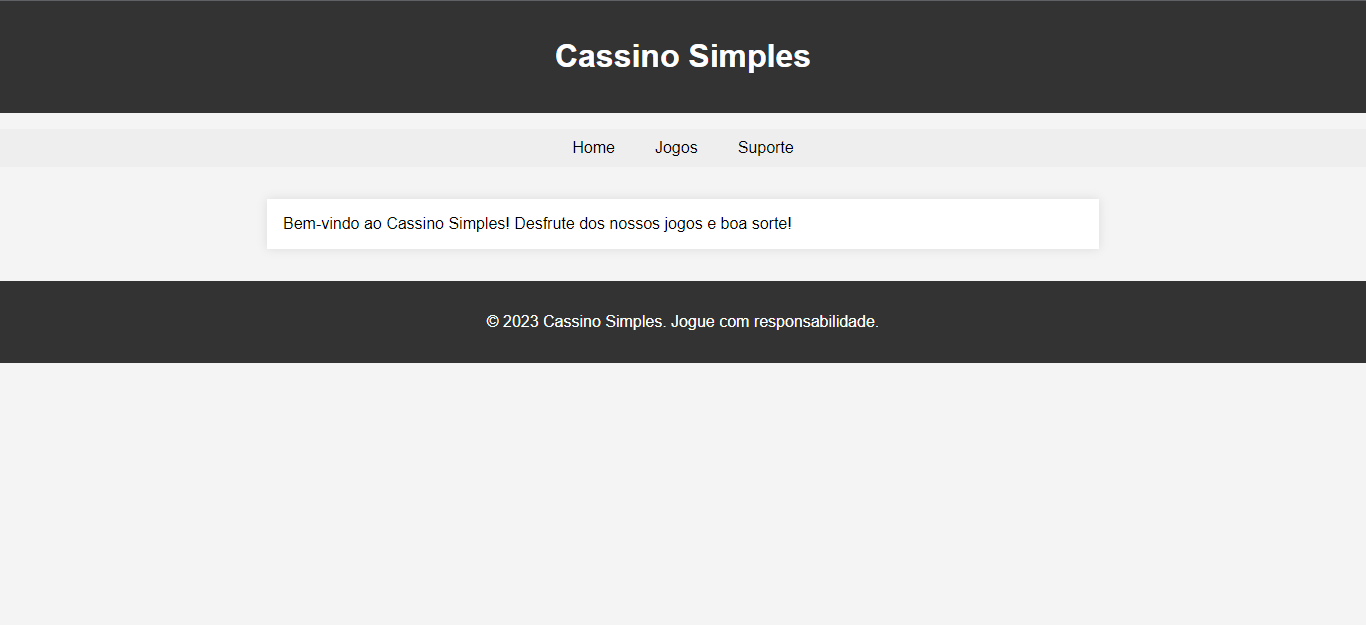 Cassino Simples
Home Jogos Suporte
Bem-vindo ao Cassino Simples! Desfrute dos nossos jogos e boa sorte!
© 2023 Cassino Simples. Jogue com responsabilidade.